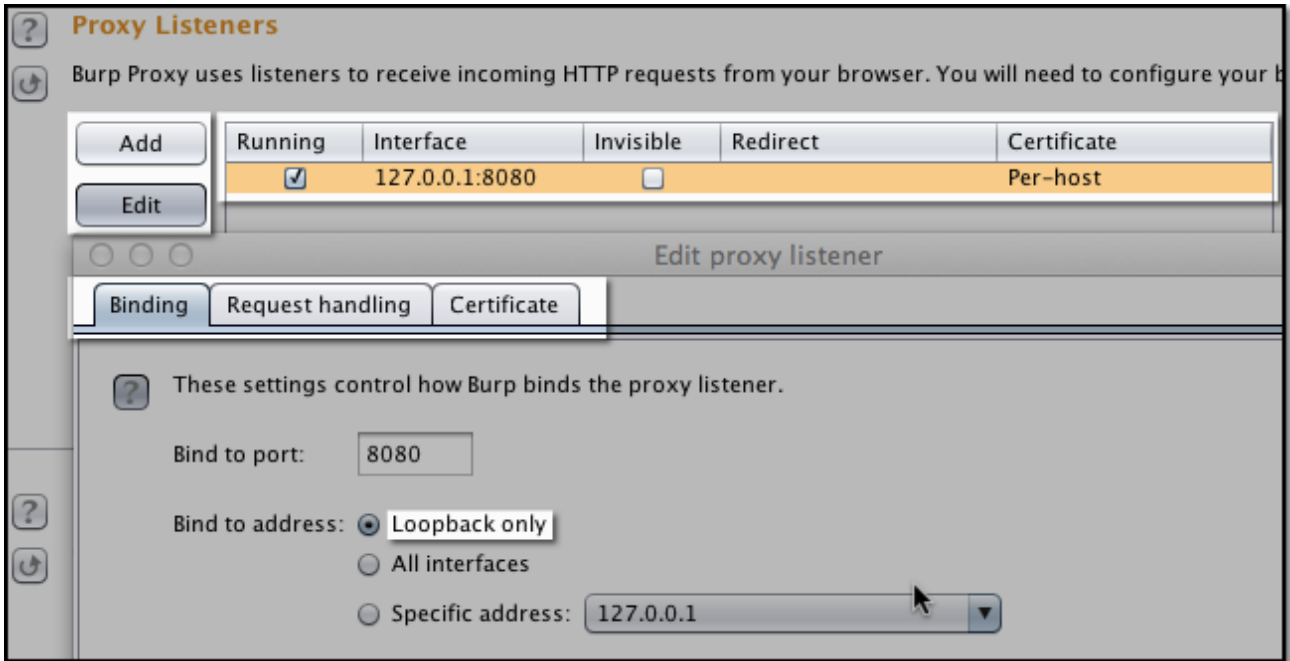 Proxy Listeners
Burp Proxy uses listeners to receive incoming HTTP requests from your browser. You will need to configure your
Add
Running Interface Invisible Redirect Certificate
127.0.0.1:8080 Per-host
Edit
Edit proxy listener
Binding Request handling Certificate
? These settings control how Burp binds the proxy listener.
Bind to port: 8080
Bind to address: Loopback only
All interfaces
Specific address: 127.0.0.1